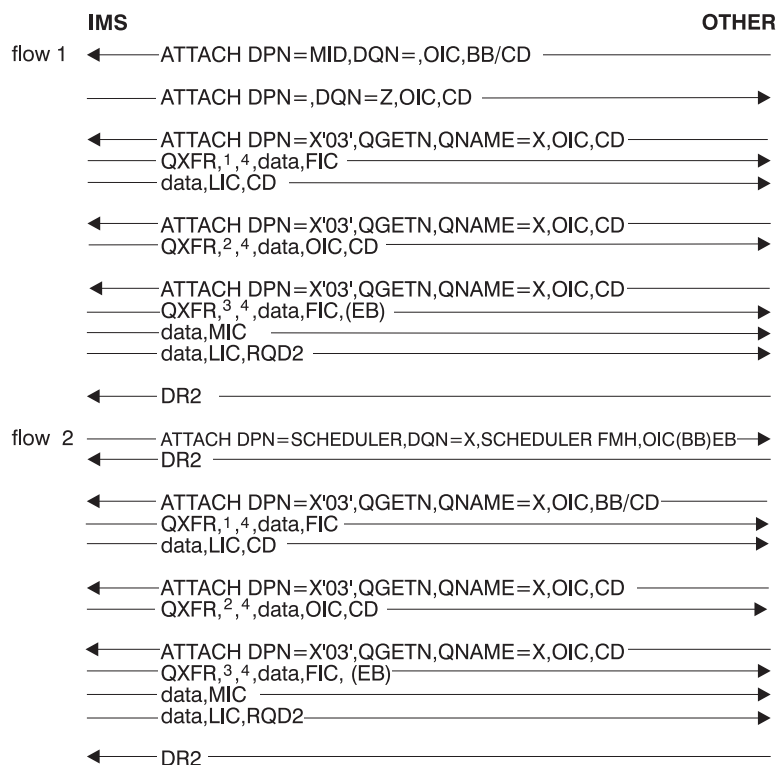 IMS OTHER
flow 1 ATTACH DPN=MID,DQN=,OIC,BB/CD
ATTACH DPN=,DQN=Z,OIC,CD
ATTACH DPN=X'03',QGETN,QNAME=X,OIC,CD
QXFR,1,4,data,FIC
data,LIC,CD
ATTACH DPN=X'03',QGETN,QNAME=X,OIC,CD
QXFR,2,4,data,OIC,CD
ATTACH DPN=X'03',QGETN,QNAME=X,OIC,CD
QXFR,3,4,data,FIC,(EB)
data,MIC
data,LIC,RQD2
DR2
flow 2 ATTACH DPN=SCHEDULER,DQN=X,SCHEDULER FMH,OIC(BB)EB
DR2
ATTACH DPN=X'03',QGETN,QNAME=X,OIC,BB/CD
QXFR,1,4,data,FIC
data,LIC,CD
ATTACH DPN=X'03',QGETN,QNAME=X,OIC,CD
QXFR,2,4,data,OIC,CD
ATTACH DPN=X'03',QGETN,QNAME=X,OIC,CD
QXFR,3,4,data,FIC, (EB)
data,MIC
data,LIC,RQD2
DR2